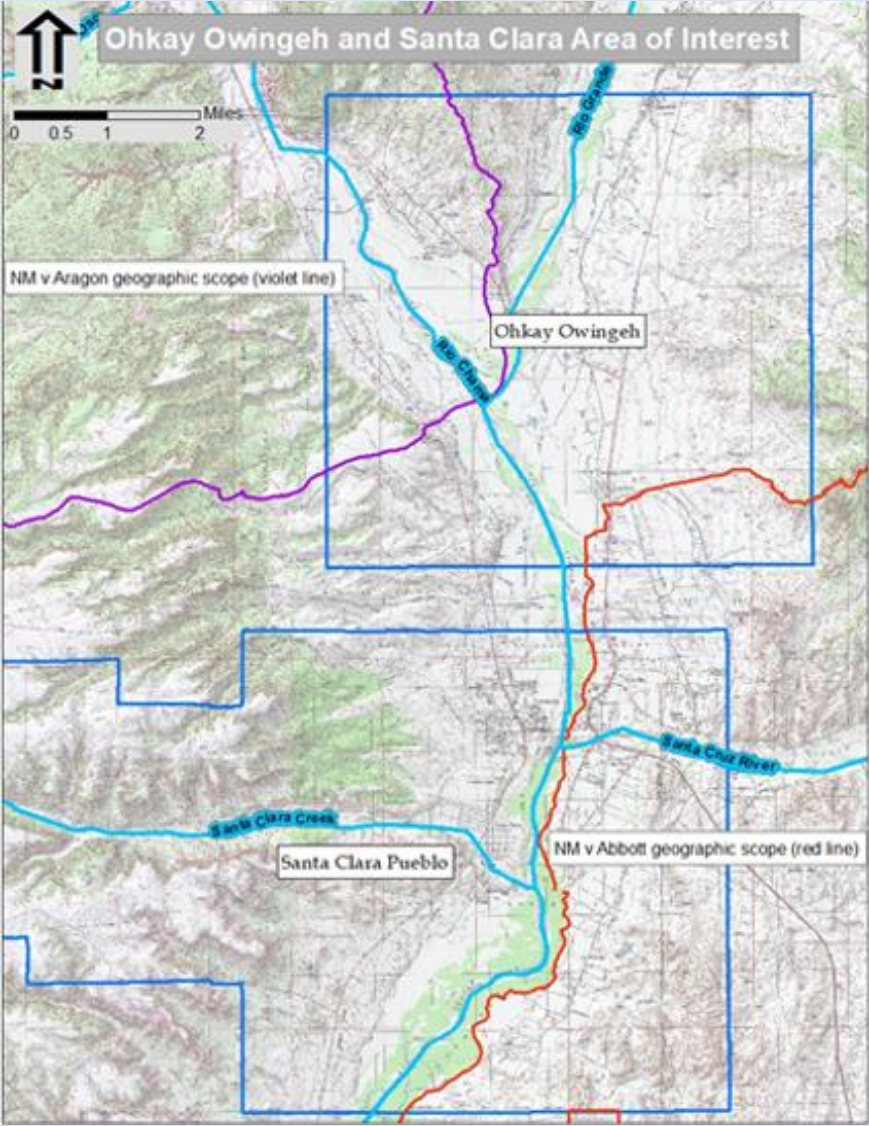 Ohkay Owingeh and Santa Clara Area of Interest
N
Miles
0 0.5 1 2
Rio Grande
NM v Aragon geographic scope (violet line)
Ohkay Owingeh
Rio Chama
Santa Cruz River
Santa Clara Creek
NM v Abbott geographic scope (red line)
Santa Clara Pueblo